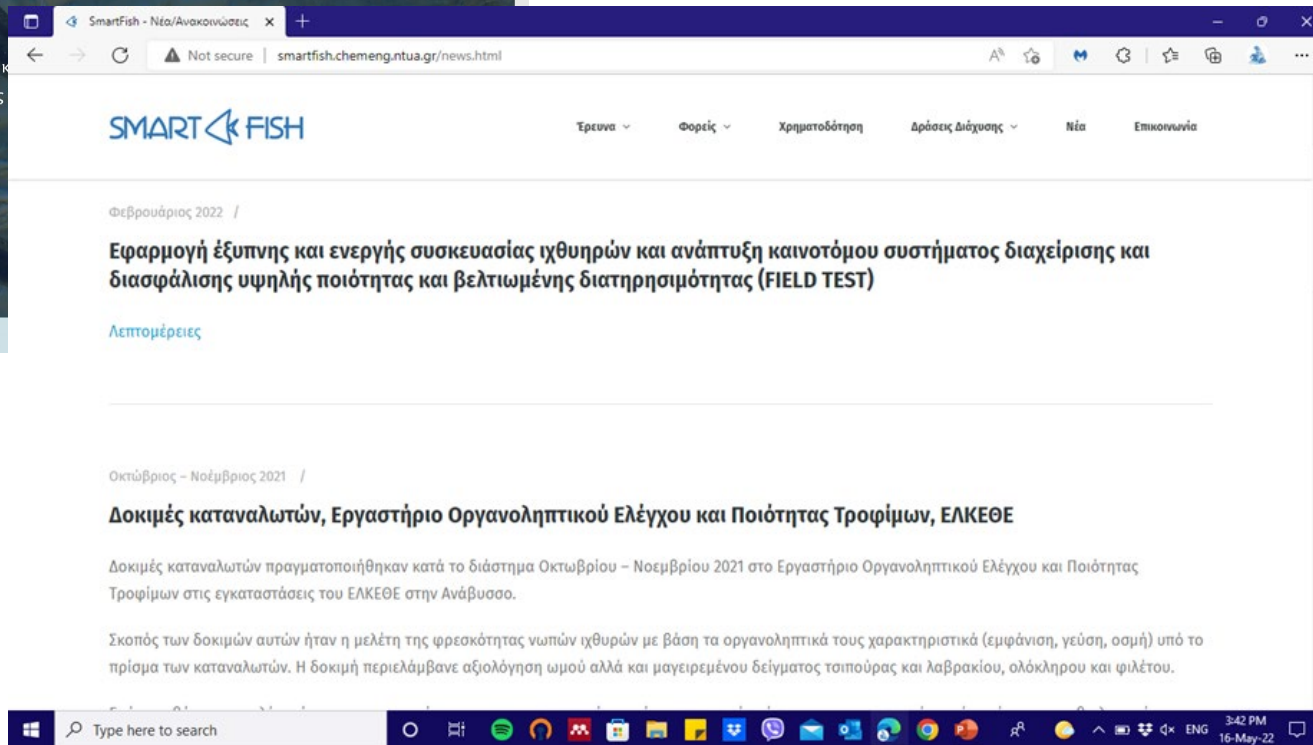 SmartFish - Νέα/Ανακοινώσεις
Not secure | smartfish.chemeng.ntua.gr/news.html
SMART FISH
Έρευνα
Φορείς
Χρηματοδότηση
Δράσεις Διάχυσης
Νέα
Επικοινωνία
Φεβρουάριος 2022 /
Εφαρμογή έξυπνης και ενεργής συσκευασίας ιχθυηρών και ανάπτυξη καινοτόμου συστήματος διαχείρισης και
διασφάλισης υψηλής ποιότητας και βελτιωμένης διατηρησιμότητας (FIELD TEST)
Λεπτομέρειες
Οκτώβριος – Νοέμβριος 2021 /
Δοκιμές καταναλωτών, Εργαστήριο Οργανοληπτικού Ελέγχου και Ποιότητας Τροφίμων, ΕΛΚΕΘΕ
Δοκιμές καταναλωτών πραγματοποιήθηκαν κατά το διάστημα Οκτωβρίου – Νοεμβρίου 2021 στο Εργαστήριο Οργανοληπτικού Ελέγχου και Ποιότητας
Τροφίμων στις εγκαταστάσεις του ΕΛΚΕΘΕ στην Ανάβυσσο.
Σκοπός των δοκιμών αυτών ήταν η μελέτη της φρεσκότητας νωπών ιχθυρών με βάση τα οργανοληπτικά τους χαρακτηριστικά (εμφάνιση, γεύση, οσμή) υπό το
πρίσμα των καταναλωτών. Η δοκιμή περιελάμβανε αξιολόγηση ωμού αλλά και μαγειρεμένου δείγματος τσιπούρας και λαβρακίου, ολόκληρου και φιλέτου.
Type here to search
ENG
3:42 PM
16-May-22